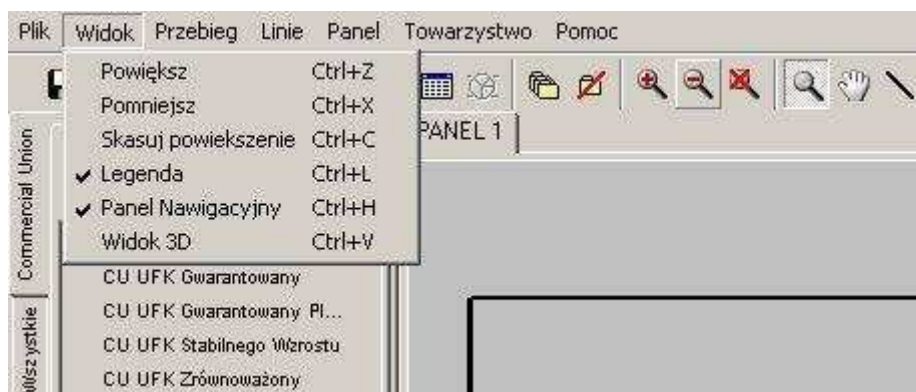 Plik Widok Przebieg Linie Panel Towarzystwo Pomoc
Powiększ Ctrl+Z
Pomniejsz Ctrl+X
Skasuj powiekszenie Ctrl+C
Legenda Ctrl+L
Panel Nawigacyjny Ctrl+H
Widok 3D Ctrl+V
PANEL 1
Commercial Union
Wszystkie
CU UFK Gwarantowany
CU UFK Gwarantowany Pl...
CU UFK Stabilnego Wzrostu
CU UFK Zrównoważony